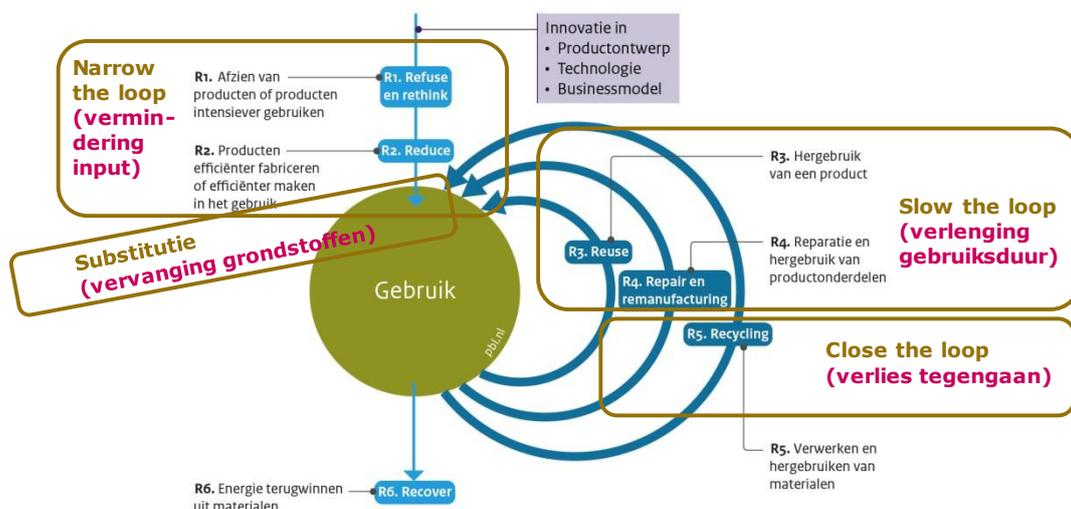 Innovatie in
• Productontwerp
• Technologie
• Businessmodel
Narrow
the loop
(vermin-
dering
input)
R1. Afzien van
producten of producten
intensiever gebruiken
R1. Refuse
en rethink
R2. Producten
efficiënter fabriceren
of efficiënter maken
in het gebruik
R2. Reduce
Substitutie
(vervanging grondstoffen)
Gebruik
pbl.nl
R3. Reuse
R3. Hergebruik
van een product
R4. Repair en
remanufacturing
R4. Reparatie en
hergebruik van
productonderdelen
Slow the loop
(verlenging
gebruiksduur)
R5. Recycling
Close the loop
(verlies tegengaan)
R5. Verwerken en
hergebruiken van
materialen
R6. Energie terugwinnen
uit materialen
R6. Recover